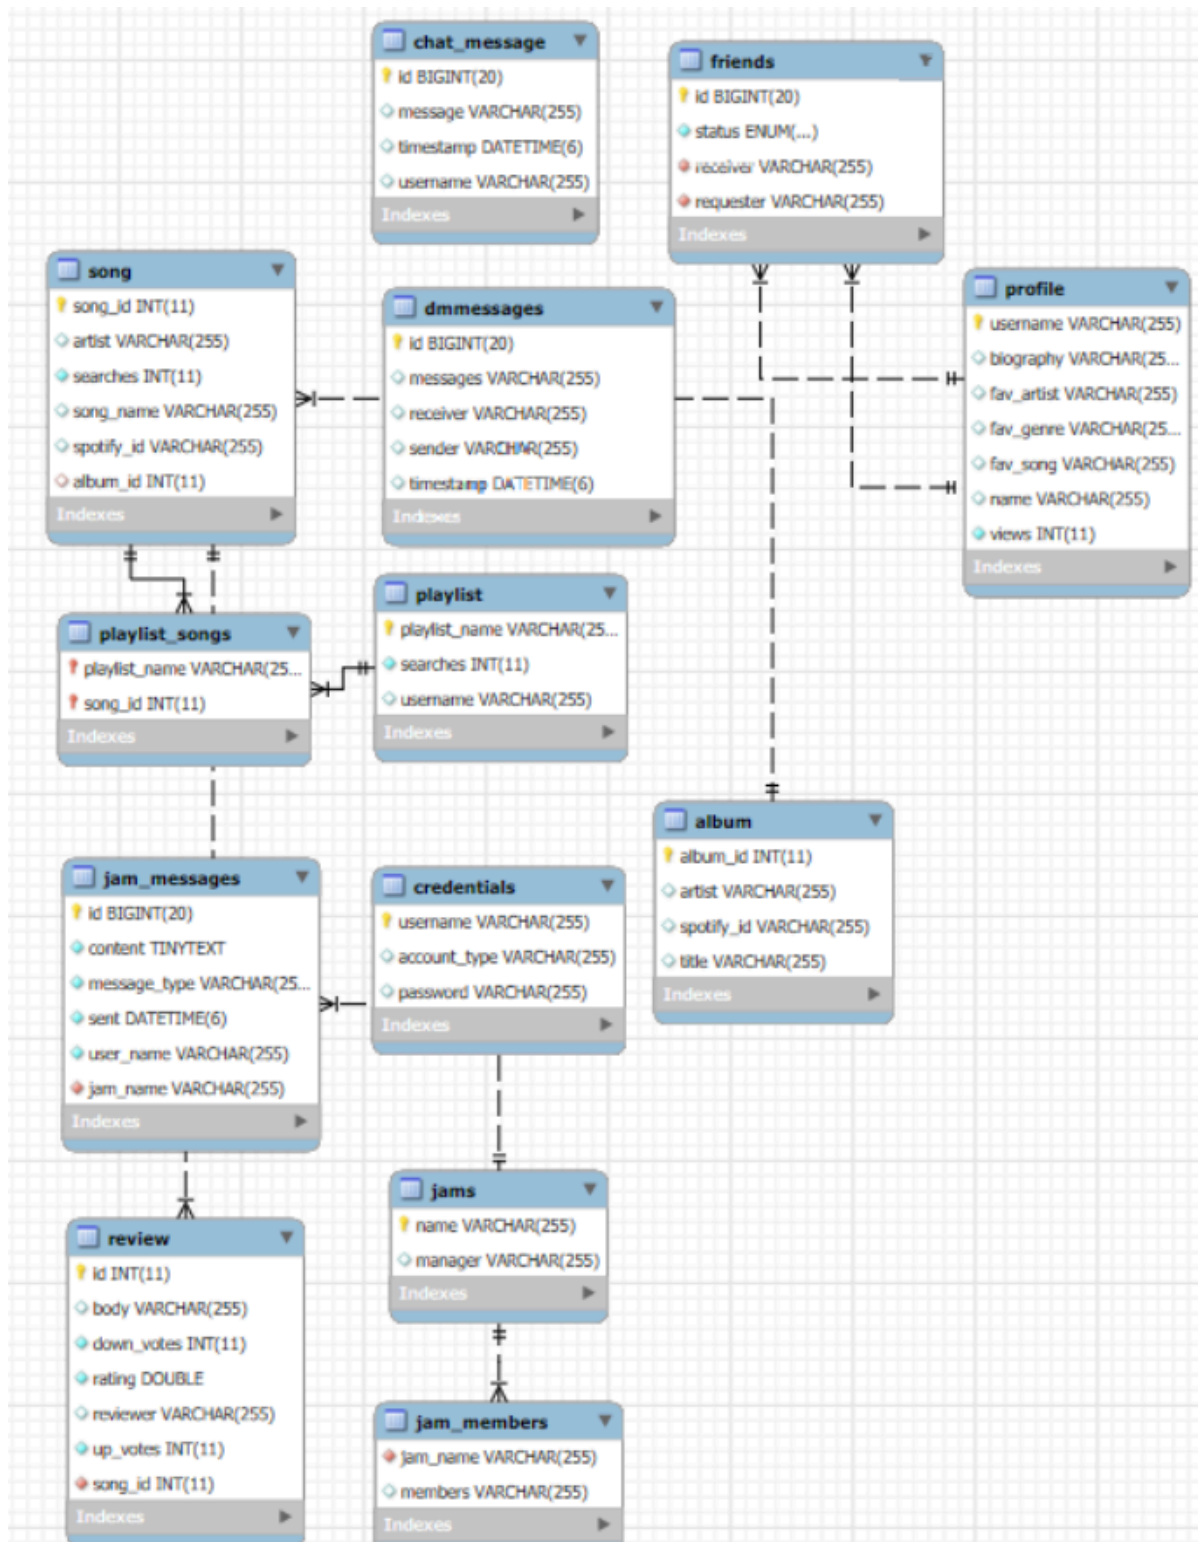 chat_message
id BIGINT(20)
message VARCHAR(255)
timestamp DATETIME(6)
username VARCHAR(255)
Indexes
friends
id BIGINT(20)
status ENUM(...)
receiver VARCHAR(255)
requester VARCHAR(255)
Indexes
song
song_id INT(11)
artist VARCHAR(255)
searches INT(11)
song_name VARCHAR(255)
spotify_id VARCHAR(255)
album_id INT(11)
Indexes
dmmessages
id BIGINT(20)
messages VARCHAR(255)
receiver VARCHAR(255)
sender VARCHAR(255)
timestamp DATETIME(6)
Indexes
profile
username VARCHAR(255)
biography VARCHAR(25...
fav_artist VARCHAR(255)
fav_genre VARCHAR(25...
fav_song VARCHAR(255)
name VARCHAR(255)
views INT(11)
Indexes
playlist_songs
playlist_name VARCHAR(25...
song_id INT(11)
Indexes
playlist
playlist_name VARCHAR(25...
searches INT(11)
username VARCHAR(255)
Indexes
album
album_id INT(11)
artist VARCHAR(255)
spotify_id VARCHAR(255)
title VARCHAR(255)
Indexes
jam_messages
id BIGINT(20)
content TINYTEXT
message_type VARCHAR(25...
sent DATETIME(6)
user_name VARCHAR(255)
jam_name VARCHAR(255)
Indexes
credentials
username VARCHAR(255)
account_type VARCHAR(255)
password VARCHAR(255)
Indexes
jams
name VARCHAR(255)
manager VARCHAR(255)
Indexes
review
id INT(11)
body VARCHAR(255)
down_votes INT(11)
rating DOUBLE
reviewer VARCHAR(255)
up_votes INT(11)
song_id INT(11)
Indexes
jam_members
jam_name VARCHAR(255)
members VARCHAR(255)
Indexes